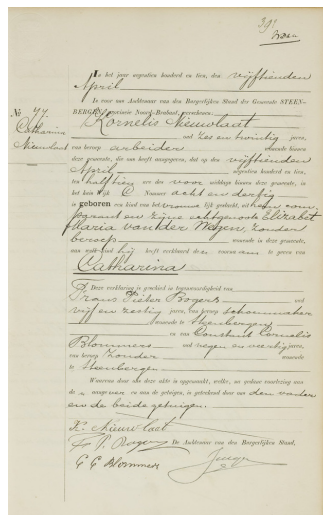 In het jaar negentien honderd en tien, den vijftienden
April
is voor ons Ambtenaar van den Burgerlijken Stand der Gemeente STEEN-
BERGEN, provincie Noord-Brabant, verschenen:
No 77
Kornelis Nieuwlaat
Catharina
oud zes en twintig jaren,
Nieuwlaat
van beroep arbeider wonende binnen
deze gemeente, die ons heeft aangegeven, dat op den vijftienden
April negentien honderd en tien,
ten half tien ure des voor middags binnen deze gemeente, in
het huis Wijk C Nummer acht en dertig
is geboren een kind van het vrouwelijk geslacht, uit hem com-
parant en zijne echtgenoote Elizabet
Maria van der Wegen, zonder
beroep wonende in deze gemeente,
aan welk kind hij heeft verklaard den voornaam te geven van
Catharina
Deze verklaring is geschied in tegenwoordigheid van
Frans Pieter Bogers oud
vijf en zestig jaren, van beroep schoenmaker
wonende te Steenbergen
en van Constant Cornelis
Blommers oud negen en veertig jaren,
van beroep zonder wonende
te Steenbergen
Waarvan door ons deze akte is opgemaakt, welke, na gedane voorlezing aan
de aangever en aan de getuigen, is geteekend door ons, den vader
en de beide getuigen.
K. Nieuwlaat
De Ambtenaar van den Burgerlijken Stand,
C C Blommers